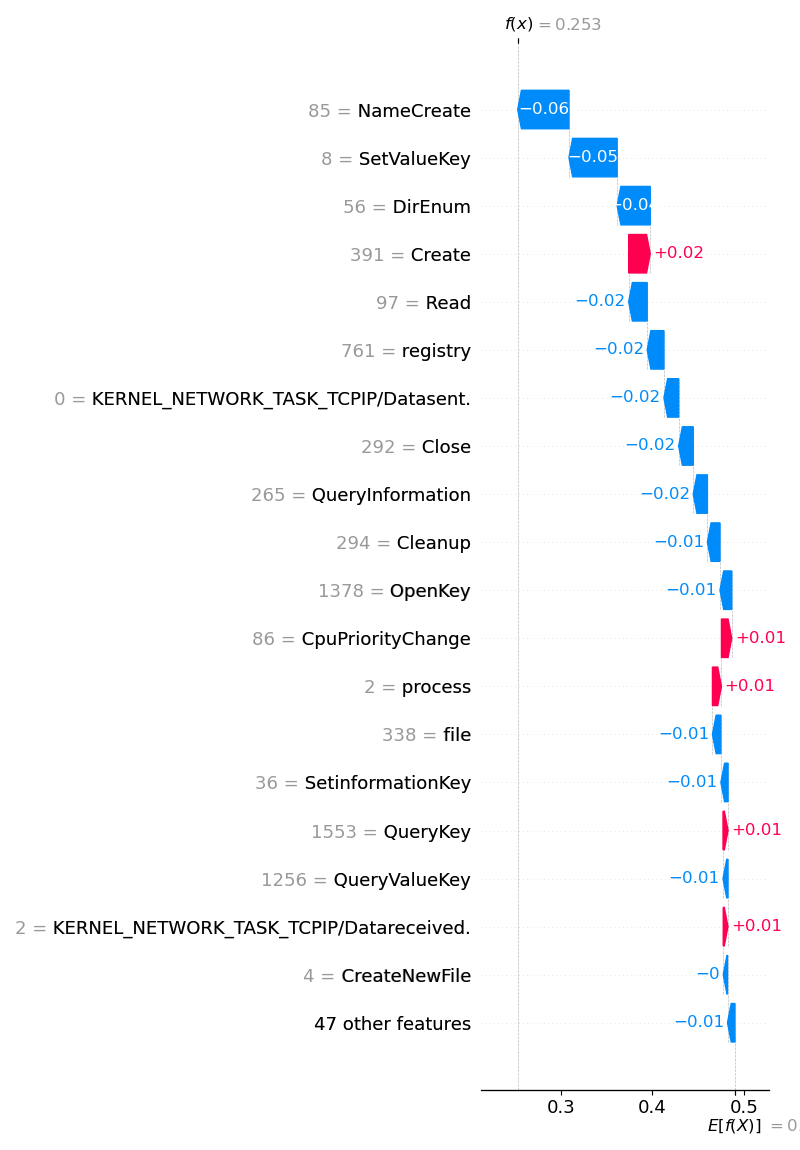 f(x) = 0.253
85 = NameCreate −0.06
8 = SetValueKey −0.05
56 = DirEnum −0.04
391 = Create +0.02
97 = Read −0.02
761 = registry −0.02
0 = KERNEL_NETWORK_TASK_TCPIP/Datasent. −0.02
292 = Close −0.02
265 = QueryInformation −0.02
294 = Cleanup −0.01
1378 = OpenKey −0.01
86 = CpuPriorityChange +0.01
2 = process +0.01
338 = file −0.01
36 = SetinformationKey −0.01
1553 = QueryKey +0.01
1256 = QueryValueKey −0.01
2 = KERNEL_NETWORK_TASK_TCPIP/Datareceived. +0.01
4 = CreateNewFile −0
47 other features −0.01
0.3 0.4 0.5
E[f(X)] = 0.